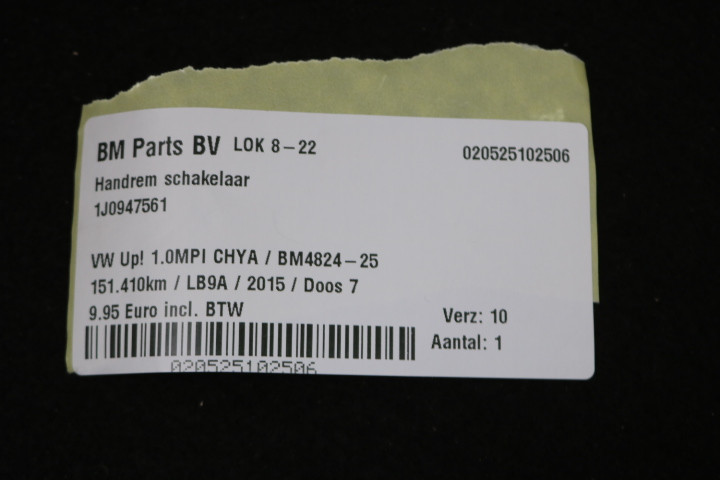 BM Parts BV LOK 8-22 020525102506
Handrem schakelaar
1J0947561
VW Up! 1.0MPI CHYA / BM4824-25
151.410km / LB9A / 2015 / Doos 7
9.95 Euro incl. BTW
Verz: 10
Aantal: 1
020525102506